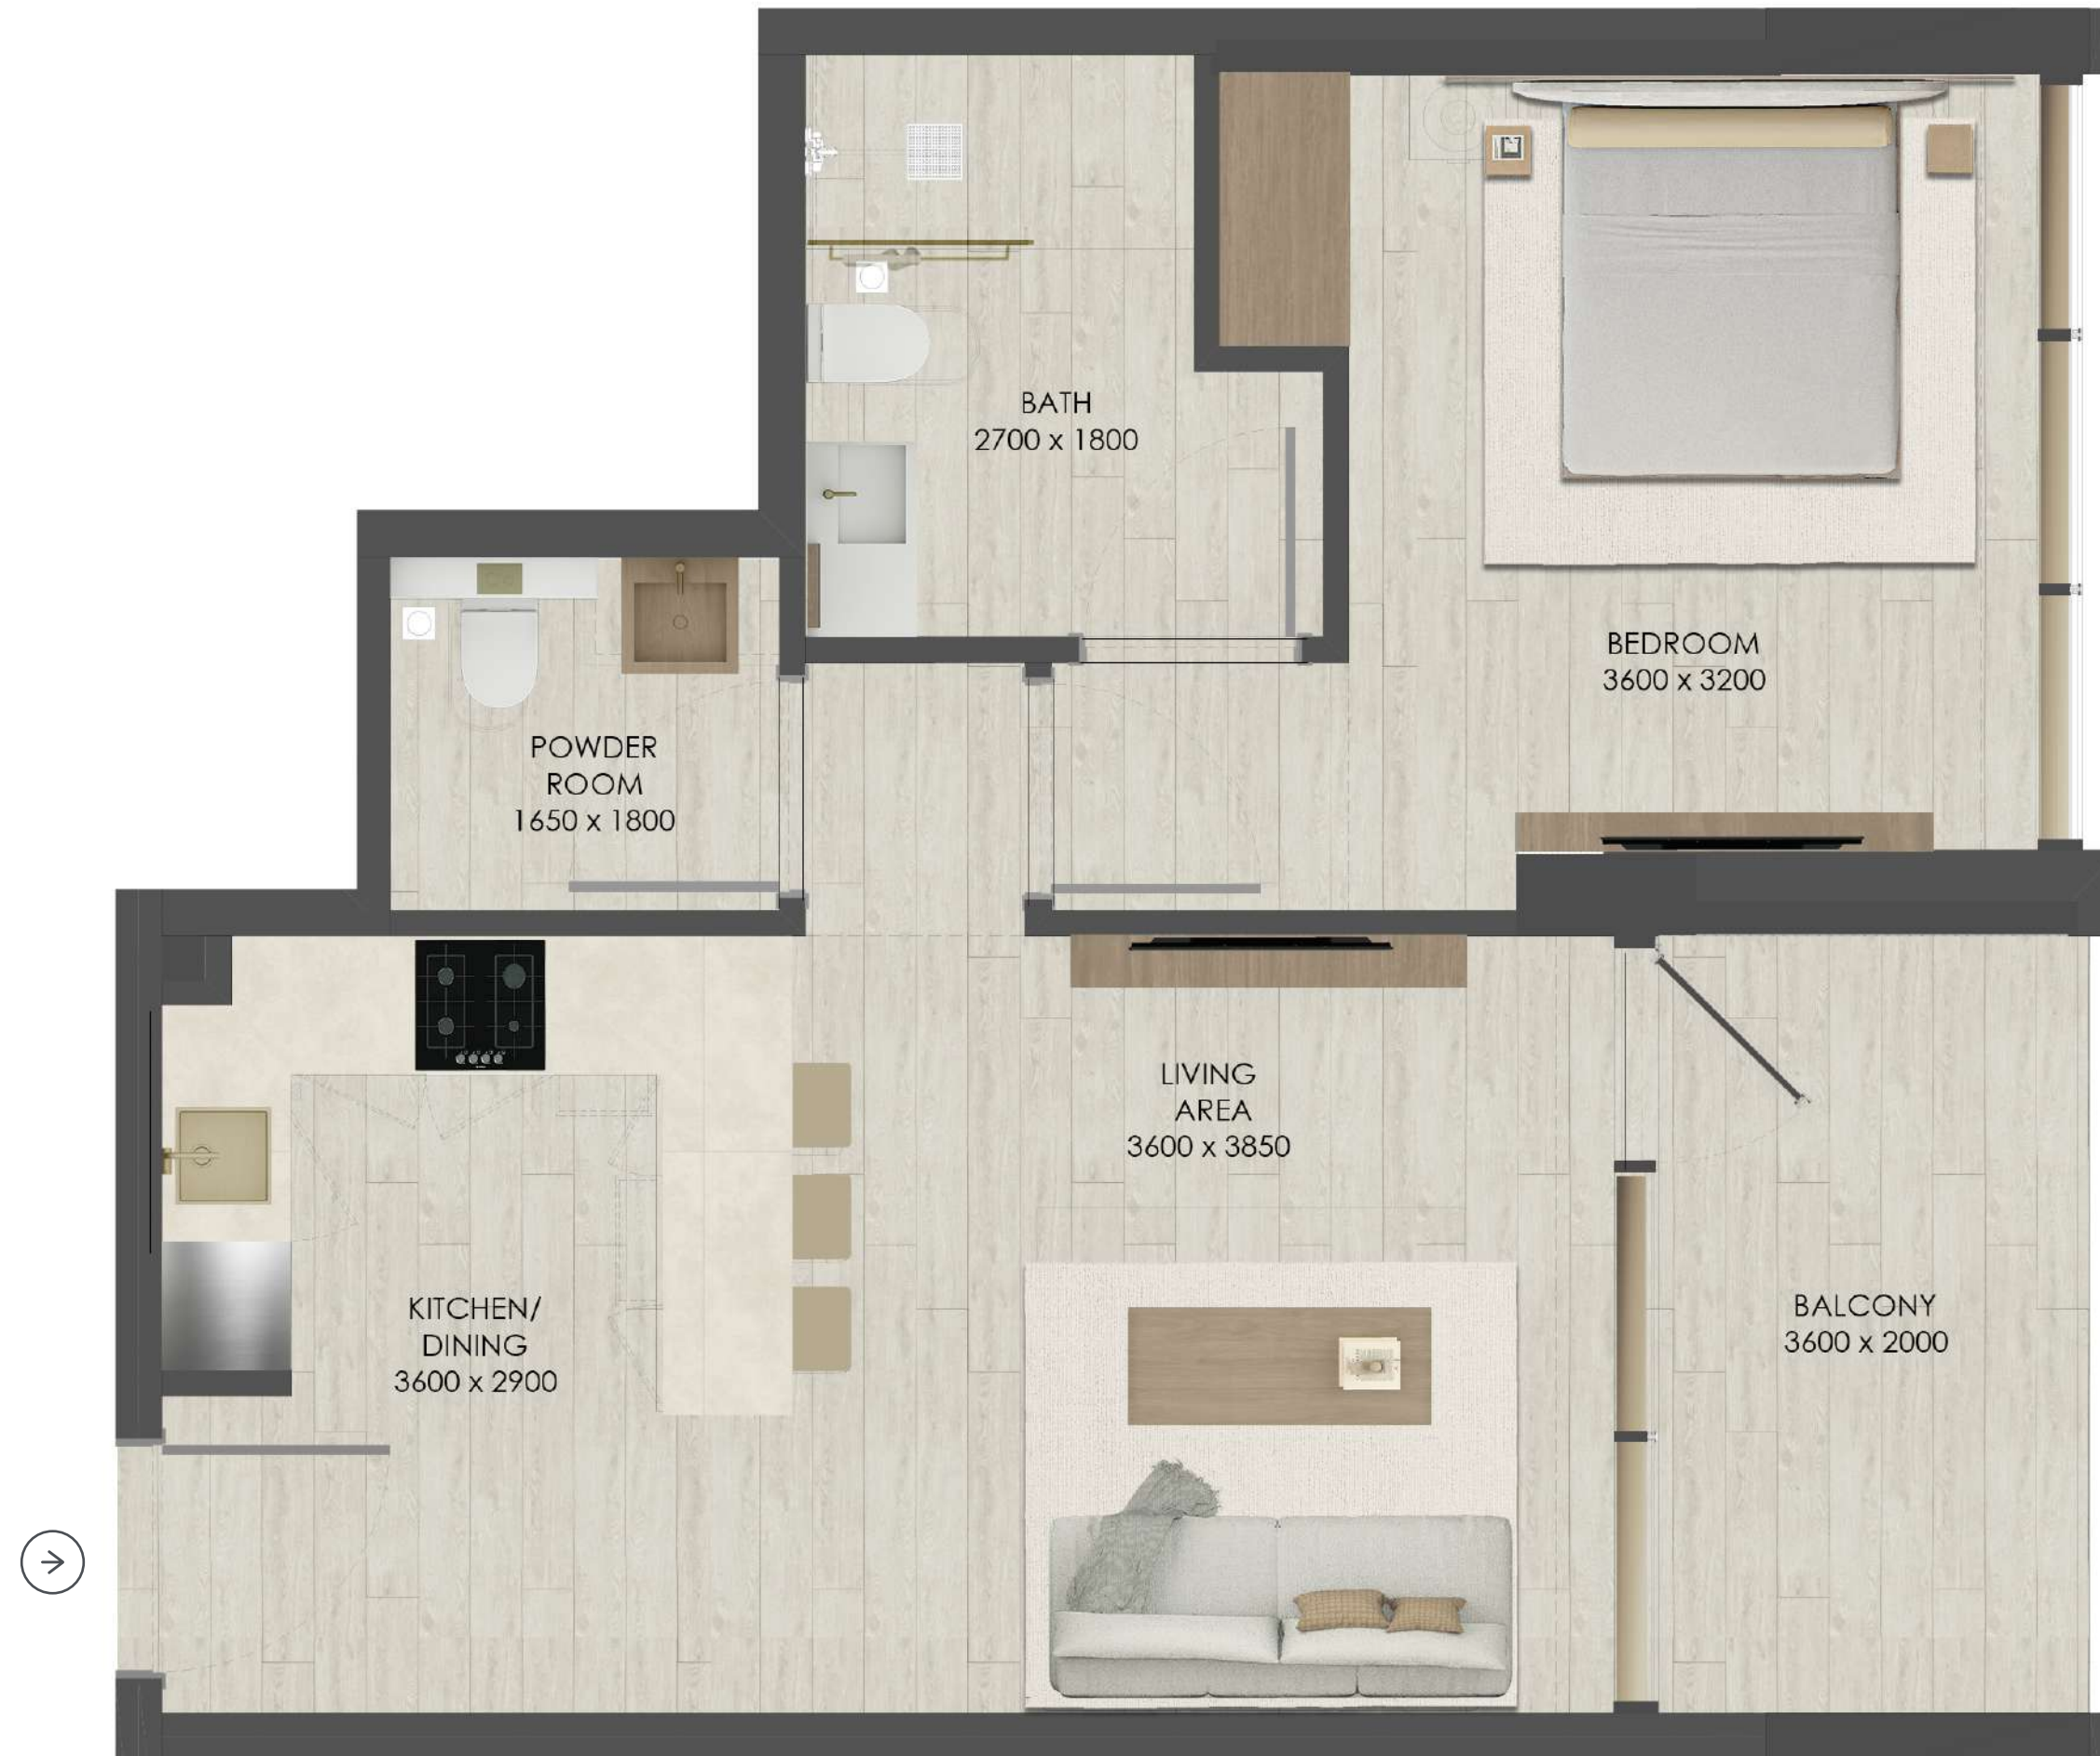 BATH
2700 x 1800
BEDROOM
3600 x 3200
POWDER
ROOM
1650 x 1800
LIVING
AREA
3600 x 3850
KITCHEN/
DINING
3600 x 2900
BALCONY
3600 x 2000